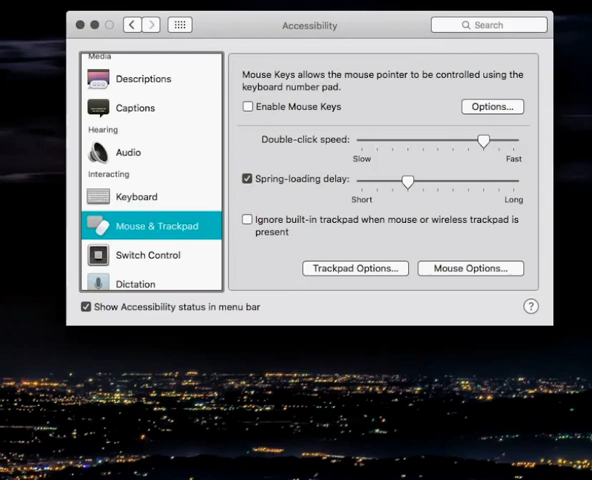 Accessibility
Search
Media
Descriptions
Captions
Hearing
Audio
Interacting
Keyboard
Mouse & Trackpad
Switch Control
Dictation
Mouse Keys allows the mouse pointer to be controlled using the
keyboard number pad.
Enable Mouse Keys
Options...
Double-click speed:
Slow
Fast
Spring-loading delay:
Short
Long
Ignore built-in trackpad when mouse or wireless trackpad is
present
Trackpad Options...
Mouse Options...
Show Accessibility status in menu bar
?